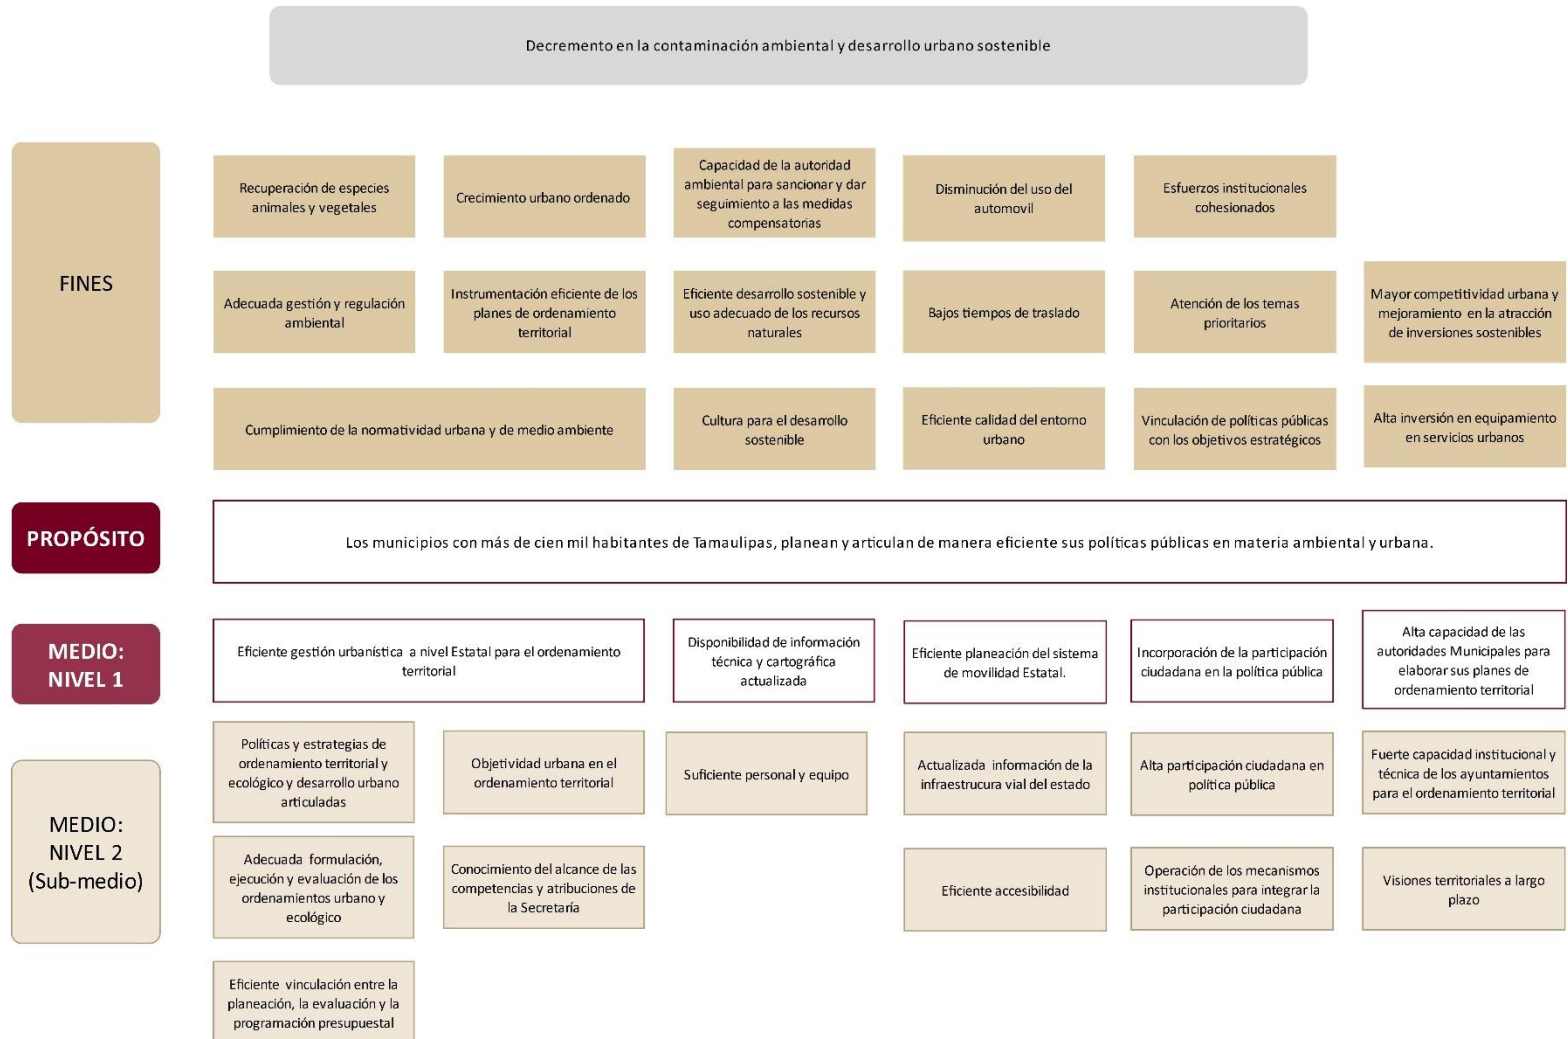 Decremento en la contaminación ambiental y desarrollo urbano sostenible
FINES
Recuperación de especies
animales y vegetales
Crecimiento urbano ordenado
Capacidad de la autoridad
ambiental para sancionar y dar
seguimiento a las medidas
compensatorias
Disminución del uso del
automovil
Esfuerzos institucionales
cohesionados
Adecuada gestión y regulación
ambiental
Instrumentación eficiente de los
planes de ordenamiento
territorial
Eficiente desarrollo sostenible y
uso adecuado de los recursos
naturales
Bajos tiempos de traslado
Atención de los temas
prioritarios
Mayor competitividad urbana y
mejoramiento en la atracción
de inversiones sostenibles
Cumplimiento de la normatividad urbana y de medio ambiente
Cultura para el desarrollo
sostenible
Eficiente calidad del entorno
urbano
Vinculación de políticas públicas
con los objetivos estratégicos
Alta inversión en equipamiento
en servicios urbanos
PROPÓSITO
Los municipios con más de cien mil habitantes de Tamaulipas, planean y articulan de manera eficiente sus políticas públicas en materia ambiental y urbana.
MEDIO:
NIVEL 1
Eficiente gestión urbanística a nivel Estatal para el ordenamiento
territorial
Disponibilidad de información
técnica y cartográfica
actualizada
Eficiente planeación del sistema
de movilidad Estatal.
Incorporación de la participación
ciudadana en la política pública
Alta capacidad de las
autoridades Municipales para
elaborar sus planes de
ordenamiento territorial
MEDIO:
NIVEL 2
(Sub-medio)
Políticas y estrategias de
ordenamiento territorial y
ecológico y desarrollo urbano
articuladas
Objetividad urbana en el
ordenamiento territorial
Suficiente personal y equipo
Actualizada información de la
infraestrucura vial del estado
Alta participación ciudadana en
política pública
Fuerte capacidad institucional y
técnica de los ayuntamientos
para el ordenamiento territorial
Adecuada formulación,
ejecución y evaluación de los
ordenamientos urbano y
ecológico
Conocimiento del alcance de las
competencias y atribuciones de
la Secretaría
Eficiente accesibilidad
Operación de los mecanismos
institucionales para integrar la
participación ciudadana
Visiones territoriales a largo
plazo
Eficiente vinculación entre la
planeación, la evaluación y la
programación presupuestal